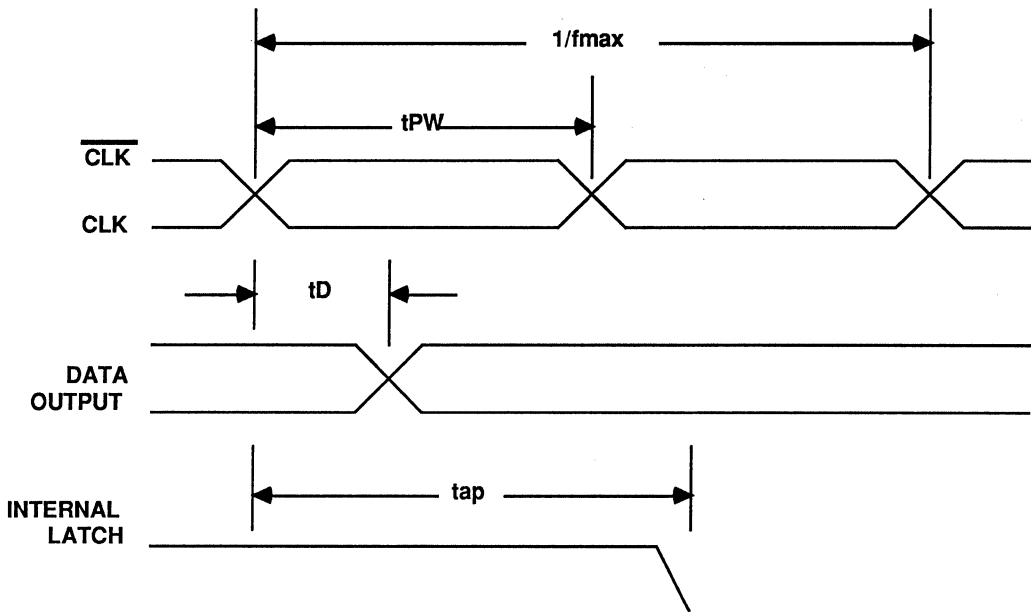 1/fmax
tPW
CLK
CLK
tD
DATA
OUTPUT
tap
INTERNAL
LATCH